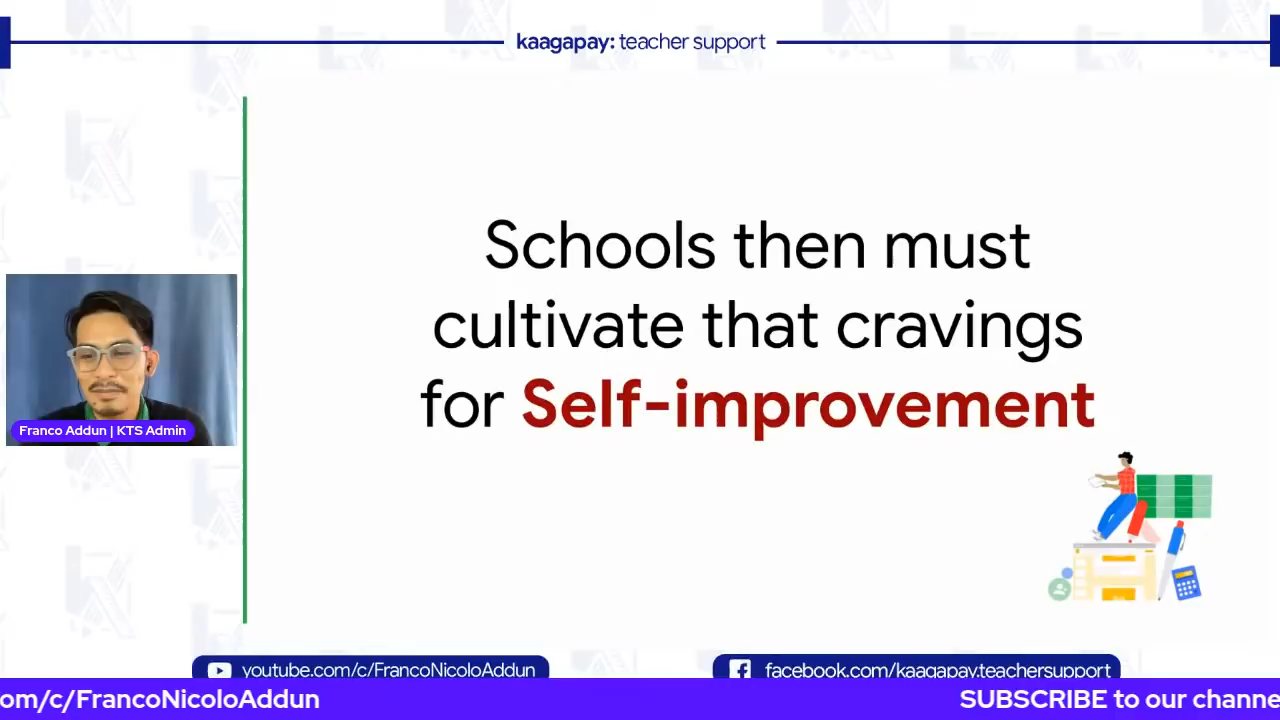 kaagapay: teacher support
Schools then must
cultivate that cravings
for Self-improvement
Franco Addun | KTS Admin
youtube.com/c/FrancoNicoloAddun
facebook.com/kaagapay.teachersupport
om/c/FrancoNicoloAddun
SUBSCRIBE to our channe